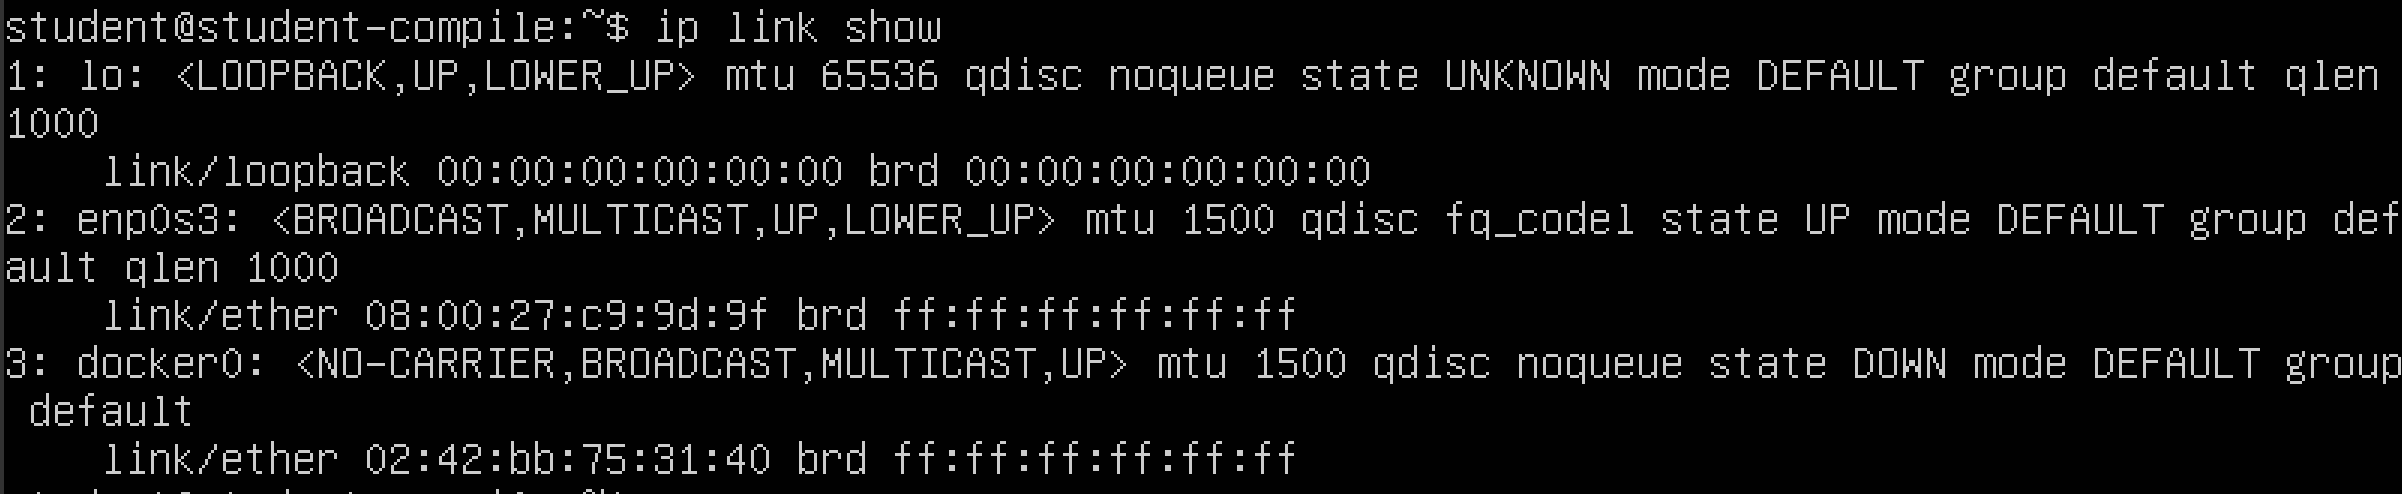 student@student-compile:~$ ip link show
1: lo: <LOOPBACK,UP,LOWER_UP> mtu 65536 qdisc noqueue state UNKNOWN mode DEFAULT group default qlen
1000
    link/loopback 00:00:00:00:00:00 brd 00:00:00:00:00:00
2: enp0s3: <BROADCAST,MULTICAST,UP,LOWER_UP> mtu 1500 qdisc fq_codel state UP mode DEFAULT group def
ault qlen 1000
    link/ether 08:00:27:c9:9d:9f brd ff:ff:ff:ff:ff:ff
3: docker0: <NO-CARRIER,BROADCAST,MULTICAST,UP> mtu 1500 qdisc noqueue state DOWN mode DEFAULT group
 default
    link/ether 02:42:bb:75:31:40 brd ff:ff:ff:ff:ff:ff